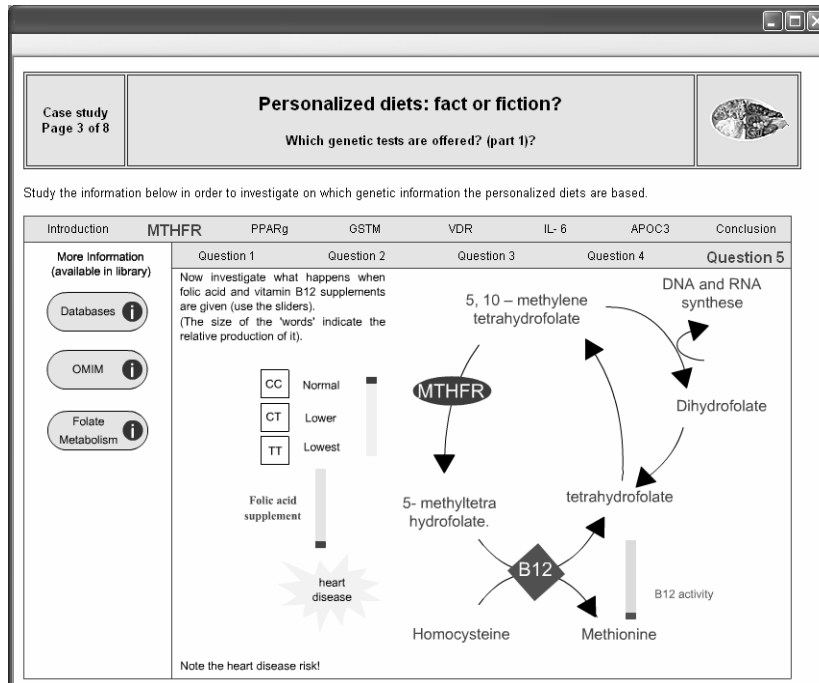 Case study
Page 3 of 8
Personalized diets: fact or fiction?
Which genetic tests are offered? (part 1)?
Study the information below in order to investigate on which genetic information the personalized diets are based.
Introduction MTHFR PPARg GSTM VDR IL- 6 APOC3 Conclusion
More Information
(available in library)
Databases i
OMIM i
Folate
Metabolism i
Question 1 Question 2 Question 3 Question 4 Question 5
Now investigate what happens when
folic acid and vitamin B12 supplements
are given (use the sliders).
(The size of the 'words' indicate the
relative production of it).
CC Normal
CT Lower
TT Lowest
Folic acid
supplement
heart
disease
Note the heart disease risk!
5, 10 – methylene
tetrahydrofolate
DNA and RNA
synthese
MTHFR
Dihydrofolate
5- methyltetra
hydrofolate.
tetrahydrofolate
B12
B12 activity
Homocysteine
Methionine